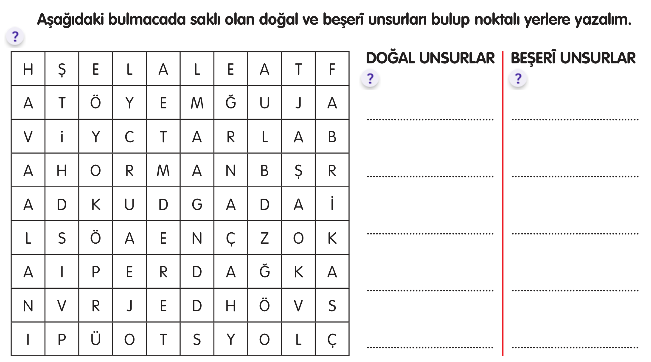 Aşağıdaki bulmacada saklı olan doğal ve beşerî unsurları bulup noktalı yerlere yazalım.
?
DOĞAL UNSURLAR BEŞERÎ UNSURLAR
? ?
H Ş E L A L E A T F
A T Ö Y E M Ğ U J A
V İ Y C T A R L A B
A H O R M A N B Ş R
A D K U D G A D A İ
L S Ö A E N Ç Z O K
A I P E R D A Ğ K A
N V R J E D H Ö V S
I P Ü O T S Y O L Ç